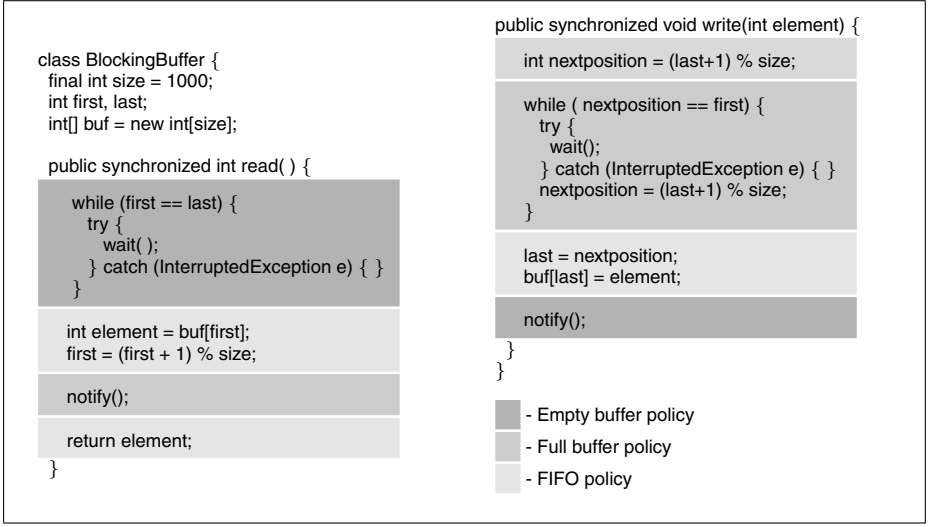 class BlockingBuffer {
final int size = 1000;
int first, last;
int[] buf = new int[size];
public synchronized int read( ) {
while (first == last) {
try {
wait( );
} catch (InterruptedException e) { }
}
int element = buf[first];
first = (first + 1) % size;
notify();
return element;
}
public synchronized void write(int element) {
int nextposition = (last+1) % size;
while ( nextposition == first) {
try {
wait();
} catch (InterruptedException e) { }
nextposition = (last+1) % size;
}
last = nextposition;
buf[last] = element;
notify();
}
}
- Empty buffer policy
- Full buffer policy
- FIFO policy